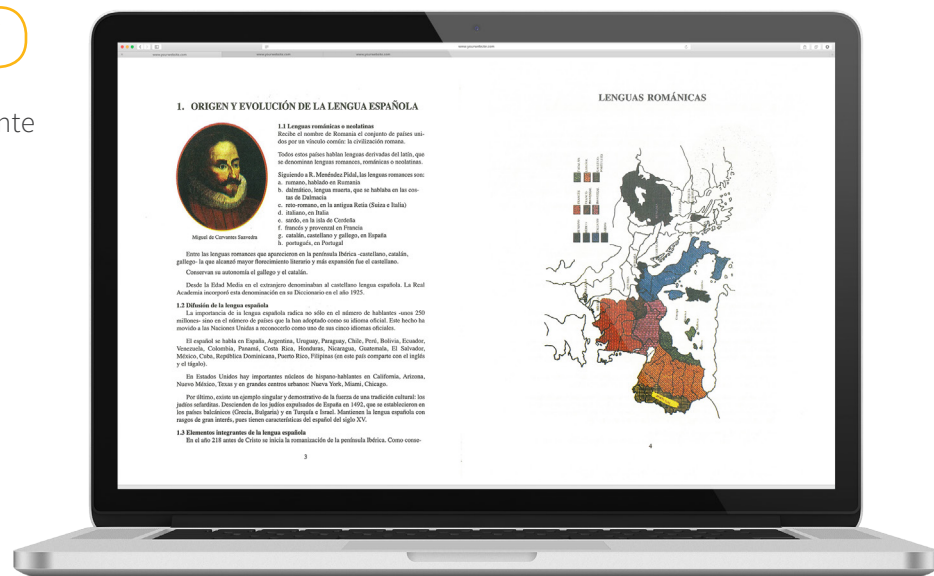 nte
www.yourwebsite.com
www.yourwebsite.com
www.yourwebsite.com
www.yourwebsite.com
1. ORIGEN Y EVOLUCIÓN DE LA LENGUA ESPAÑOLA
Miguel de Cervantes Saavedra
1.1 Lenguas románicas o neolatinas
Recibe el nombre de Romania el conjunto de países uni-
dos por un vínculo común: la civilización romana.
Todos estos países hablan lenguas derivadas del latín, que
se denominan lenguas romances, románicas o neolatinas.
Siguiendo a R. Menéndez Pidal, las lenguas romances son:
a. rumano, hablado en Rumania
b. dalmático, lengua muerta, que se hablaba en las cos-
tas de Dalmacia
c. reto-romano, en la antigua Retia (Suiza e Italia)
d. italiano, en Italia
e. sardo, en la isla de Cerdeña
f. francés y provenzal en Francia
g. catalán, castellano y gallego, en España
h. portugués, en Portugal
Entre las lenguas romances que aparecieron en la península Ibérica -castellano, catalán,
gallego- la que alcanzó mayor florecimiento literario y más expansión fue el castellano.
Conservan su autonomía el gallego y el catalán.
Desde la Edad Media en el extranjero denominaban al castellano lengua española. La Real
Academia incorporó esta denominación en su Diccionario en el año 1925.
1.2 Difusión de la lengua española
La importancia de la lengua española radica no sólo en el número de hablantes -unos 250
millones- sino en el número de países que la han adoptado como su idioma oficial. Este hecho ha
movido a las Naciones Unidas a reconocerlo como uno de sus cinco idiomas oficiales.
El español se habla en España, Argentina, Uruguay, Paraguay, Chile, Perú, Bolivia, Ecuador,
Venezuela, Colombia, Panamá, Costa Rica, Honduras, Nicaragua, Guatemala, El Salvador,
México, Cuba, República Dominicana, Puerto Rico, Filipinas (en este país comparte con el inglés
y el tágalo).
En Estados Unidos hay importantes núcleos de hispano-hablantes en California, Arizona,
Nuevo México, Texas y en grandes centros urbanos: Nueva York, Miami, Chicago.
Por último, existe un ejemplo singular y demostrativo de la fuerza de una tradición cultural: los
judíos sefarditas. Descienden de los judíos expulsados de España en 1492, que se establecieron en
los países balcánicos (Grecia, Bulgaria) y en Turquía e Israel. Mantienen la lengua española con
rasgos de gran interés, pues tienen características del español del siglo XV.
1.3 Elementos integrantes de la lengua española
En el año 218 antes de Cristo se inicia la romanización de la península Ibérica. Como conse-
3
LENGUAS ROMÁNICAS
4